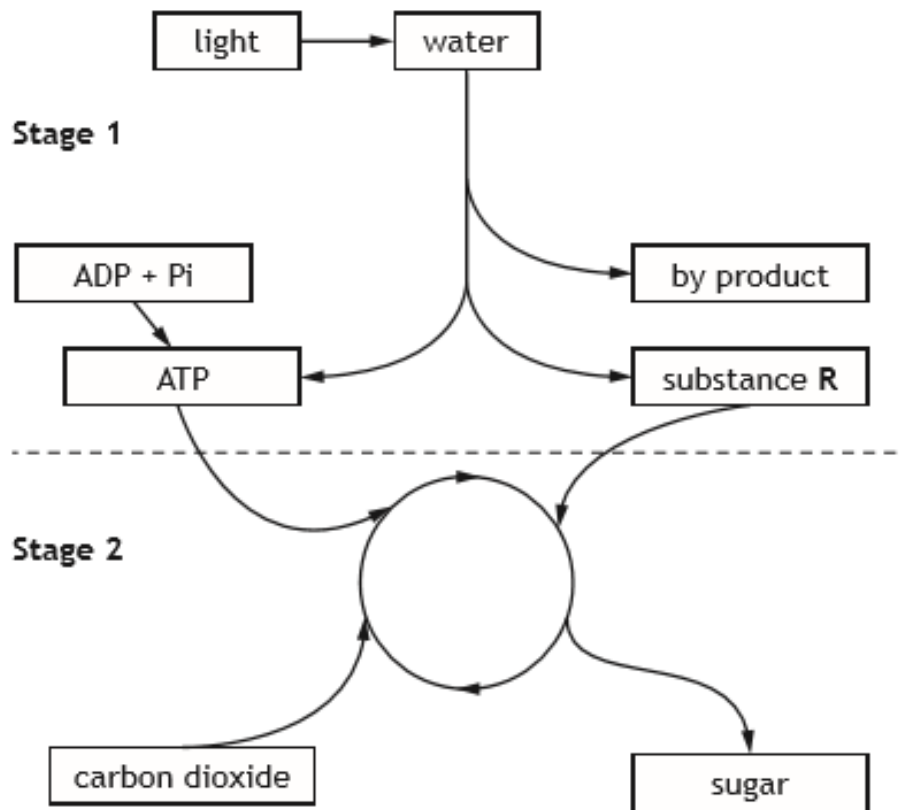 light
water
Stage 1
ADP + Pi
by product
ATP
substance R
Stage 2
carbon dioxide
sugar